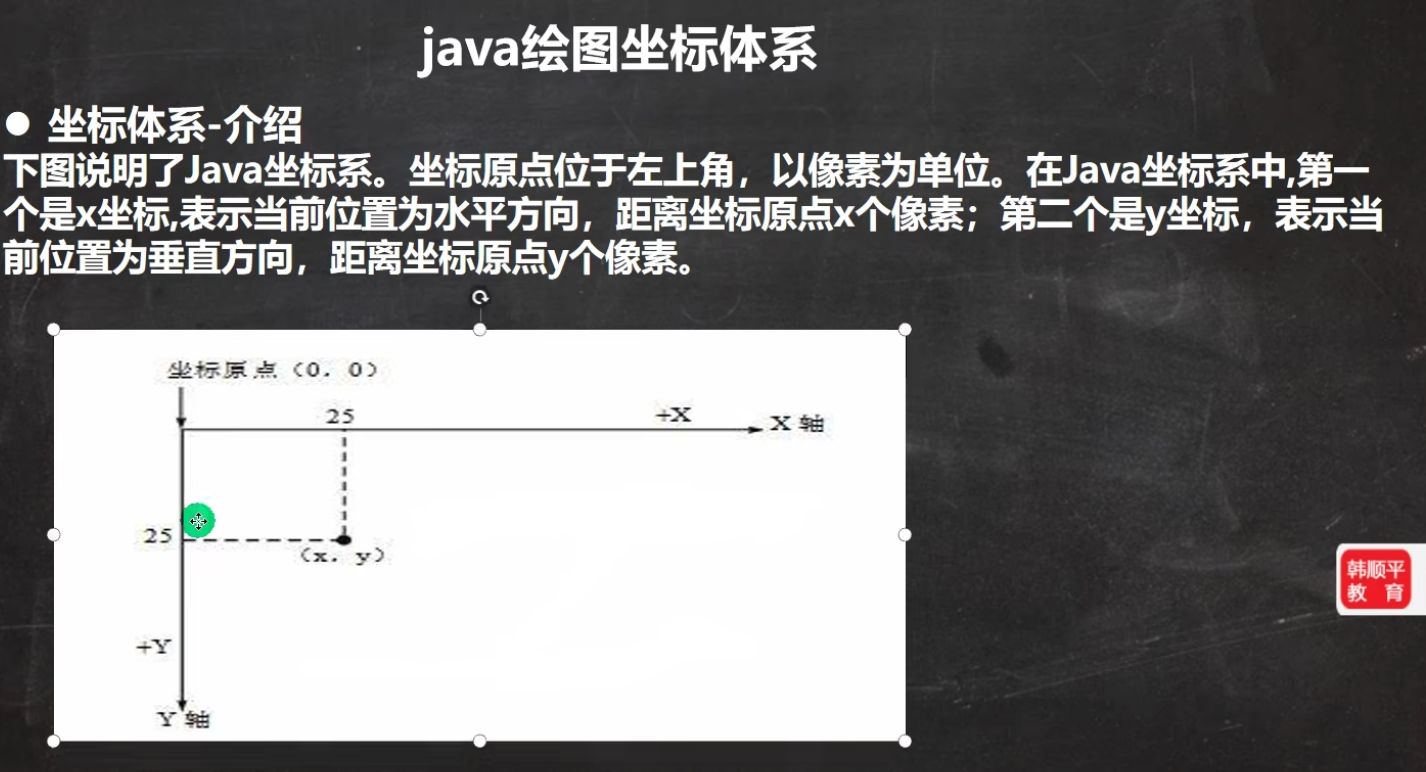 java绘图坐标体系
● 坐标体系-介绍
下图说明了Java坐标系。坐标原点位于左上角，以像素为单位。在Java坐标系中,第一
个是x坐标,表示当前位置为水平方向，距离坐标原点x个像素；第二个是y坐标，表示当
前位置为垂直方向，距离坐标原点y个像素。
坐标原点（0，0）
25
+X
X 轴
25
（x，y）
+Y
Y 轴
韩顺平
教 育